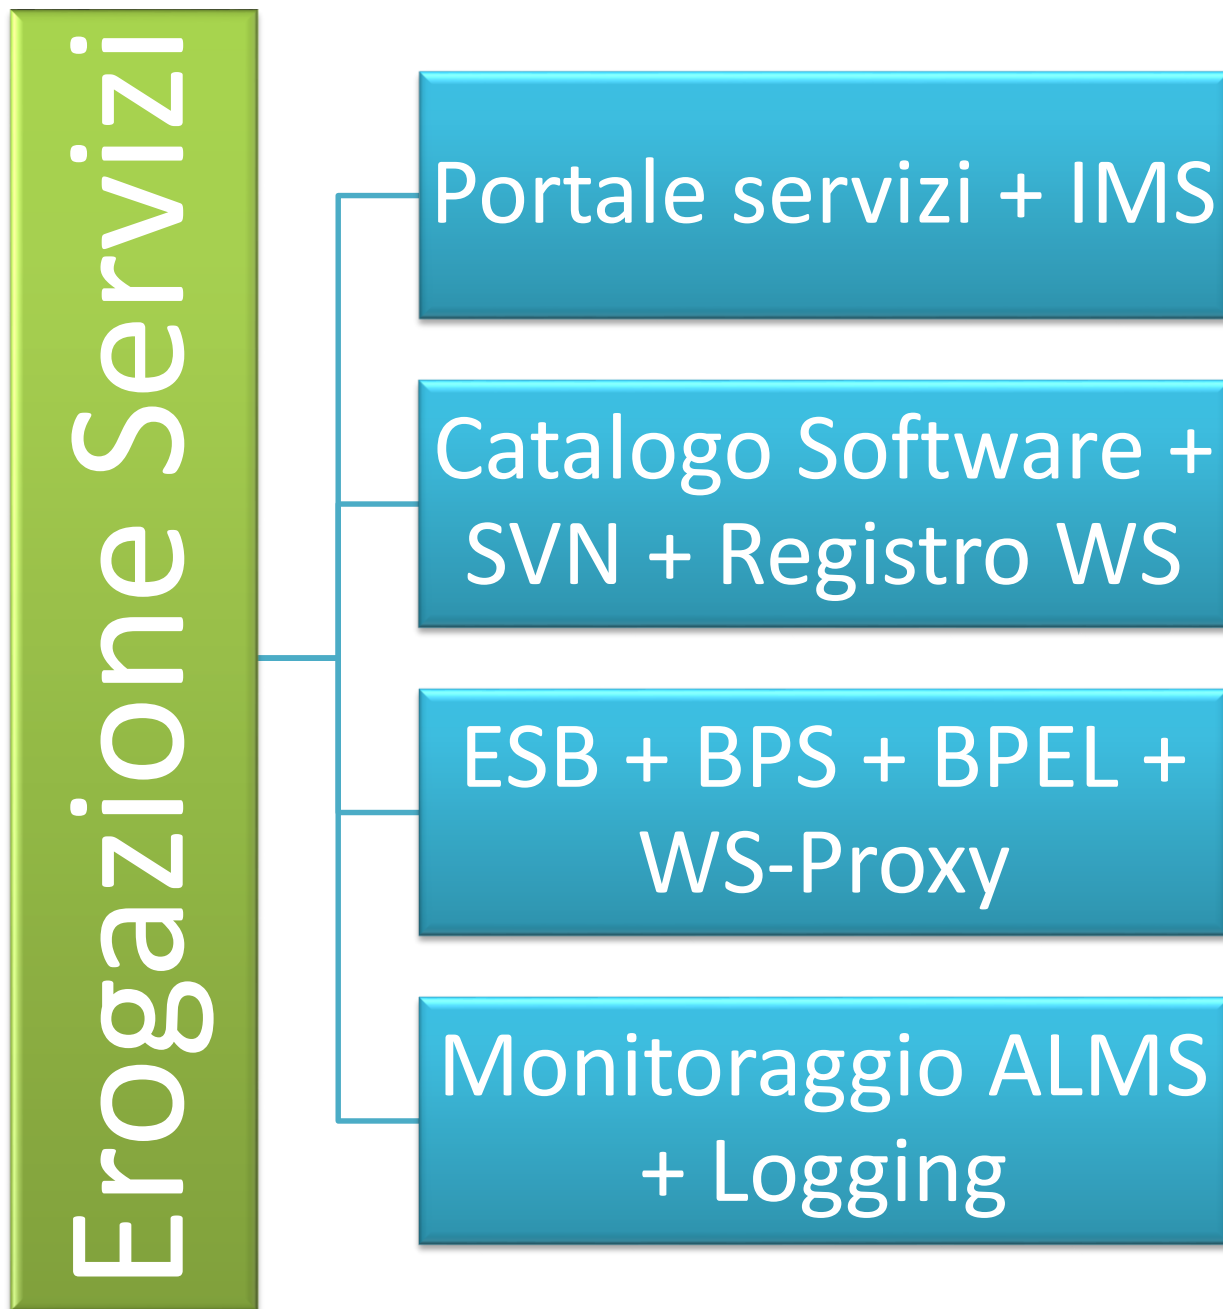 Erogazione Servizi
Portale servizi + IMS
Catalogo Software +
SVN + Registro WS
ESB + BPS + BPEL +
WS-Proxy
Monitoraggio ALMS
+ Logging